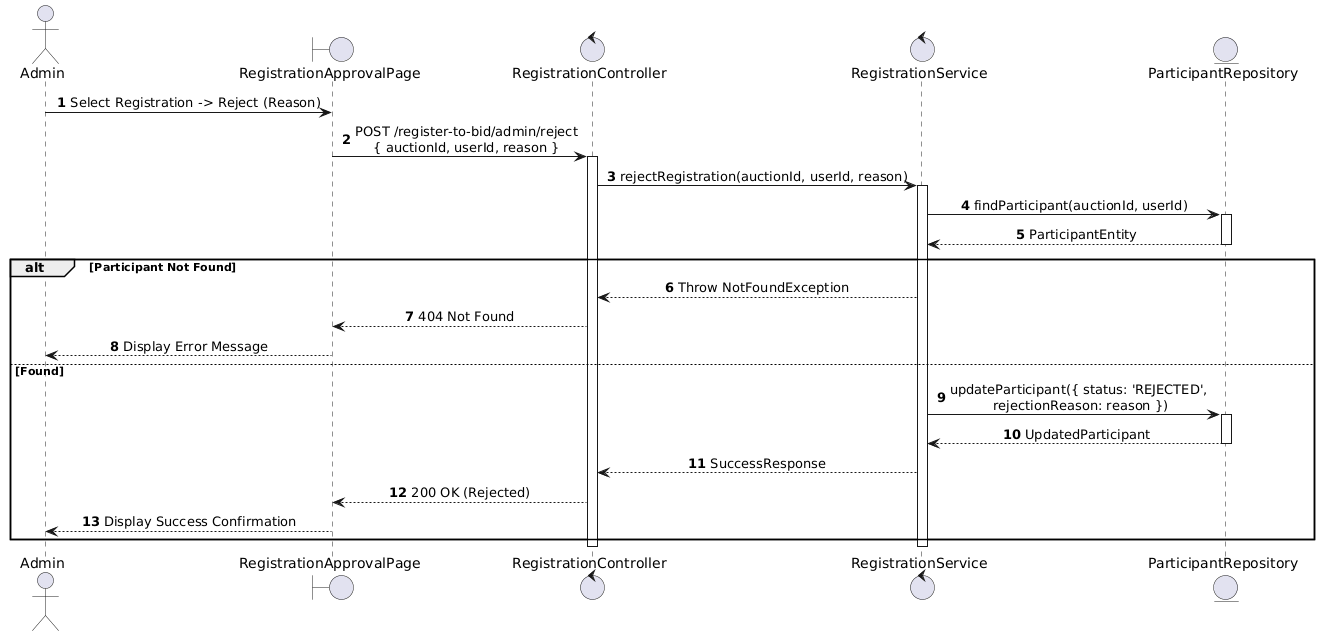 Admin
RegistrationApprovalPage
RegistrationController
RegistrationService
ParticipantRepository
1 Select Registration -> Reject (Reason)
2 POST /register-to-bid/admin/reject
{ auctionId, userId, reason }
3 rejectRegistration(auctionId, userId, reason)
4 findParticipant(auctionId, userId)
5 ParticipantEntity
alt [Participant Not Found]
6 Throw NotFoundException
7 404 Not Found
8 Display Error Message
[Found]
9 updateParticipant({ status: 'REJECTED',
rejectionReason: reason })
10 UpdatedParticipant
11 SuccessResponse
12 200 OK (Rejected)
13 Display Success Confirmation
Admin
RegistrationApprovalPage
RegistrationController
RegistrationService
ParticipantRepository